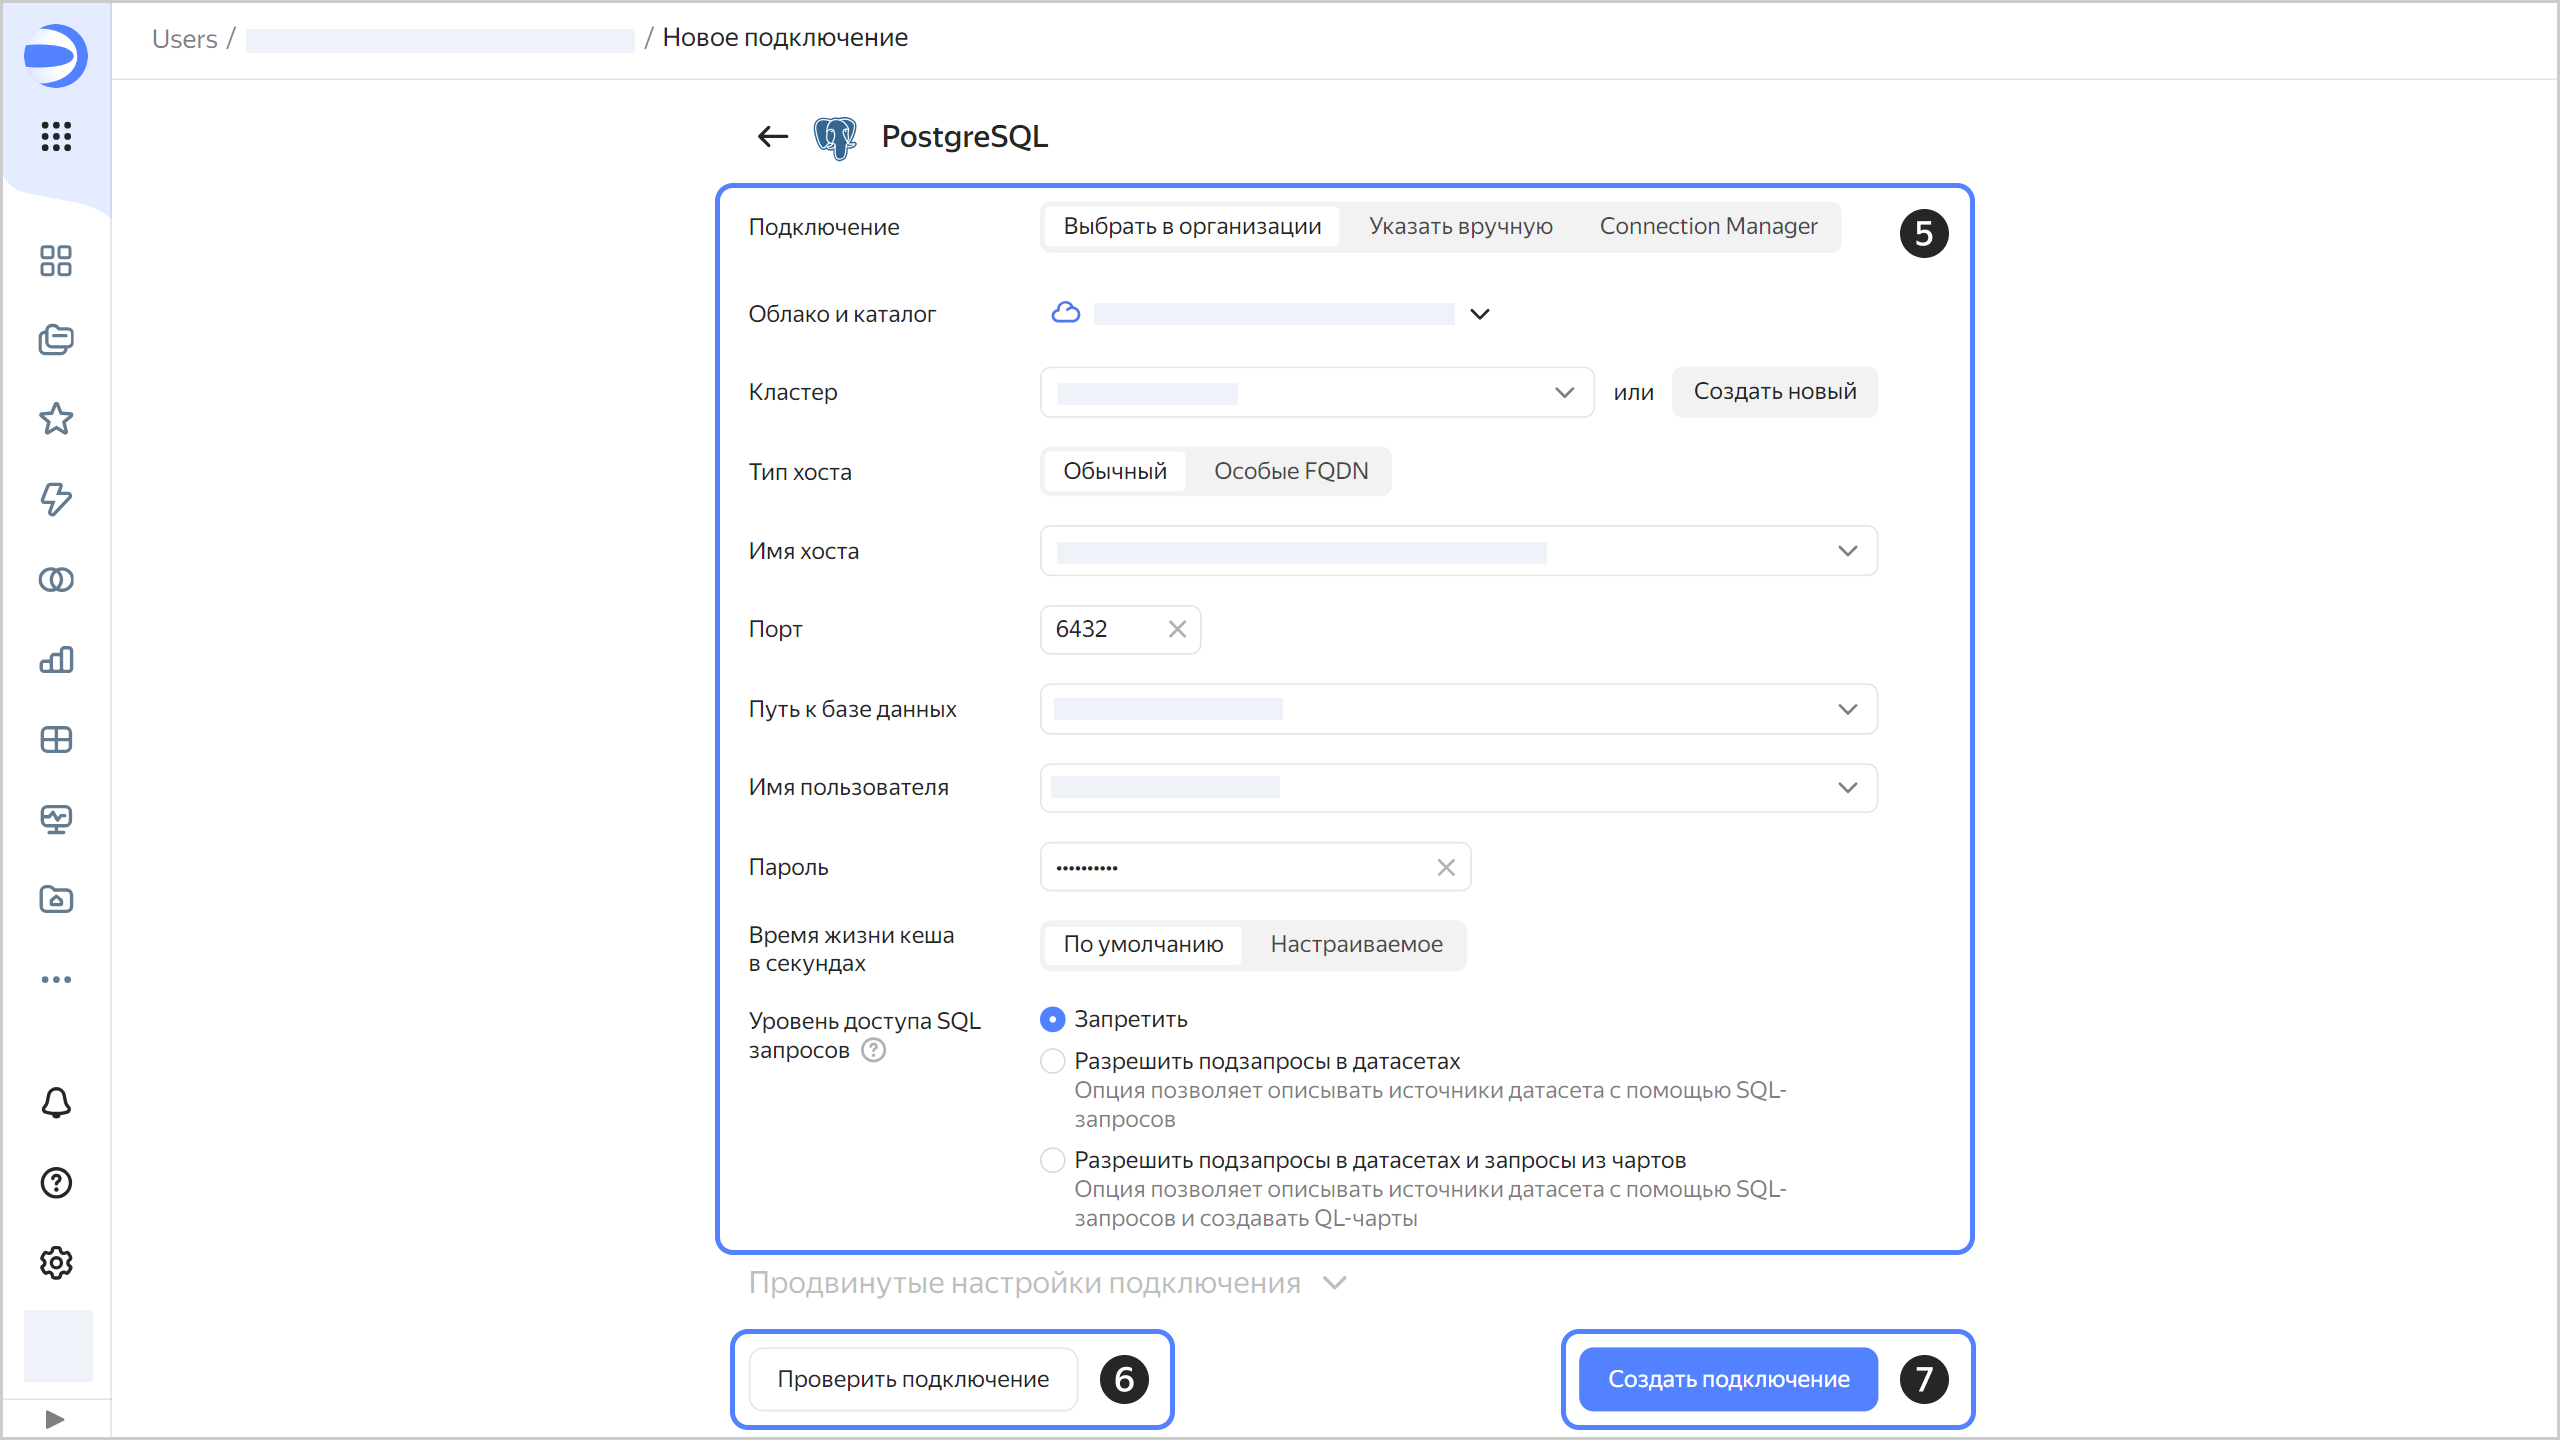 Users / / Новое подключение
PostgreSQL
Подключение Выбрать в организации Указать вручную Connection Manager 5
Облако и каталог
Кластер или Создать новый
Тип хоста Обычный Особые FQDN
Имя хоста
Порт 6432
Путь к базе данных
Имя пользователя
Пароль ••••••••••
Время жизни кеша
в секундах
По умолчанию Настраиваемое
Уровень доступа SQL
запросов ?
Запретить
Разрешить подзапросы в датасетах
Опция позволяет описывать источники датасета с помощью SQL-
запросов
Разрешить подзапросы в датасетах и запросы из чартов
Опция позволяет описывать источники датасета с помощью SQL-
запросов и создавать QL-чарты
Продвинутые настройки подключения
Проверить подключение 6
Создать подключение 7